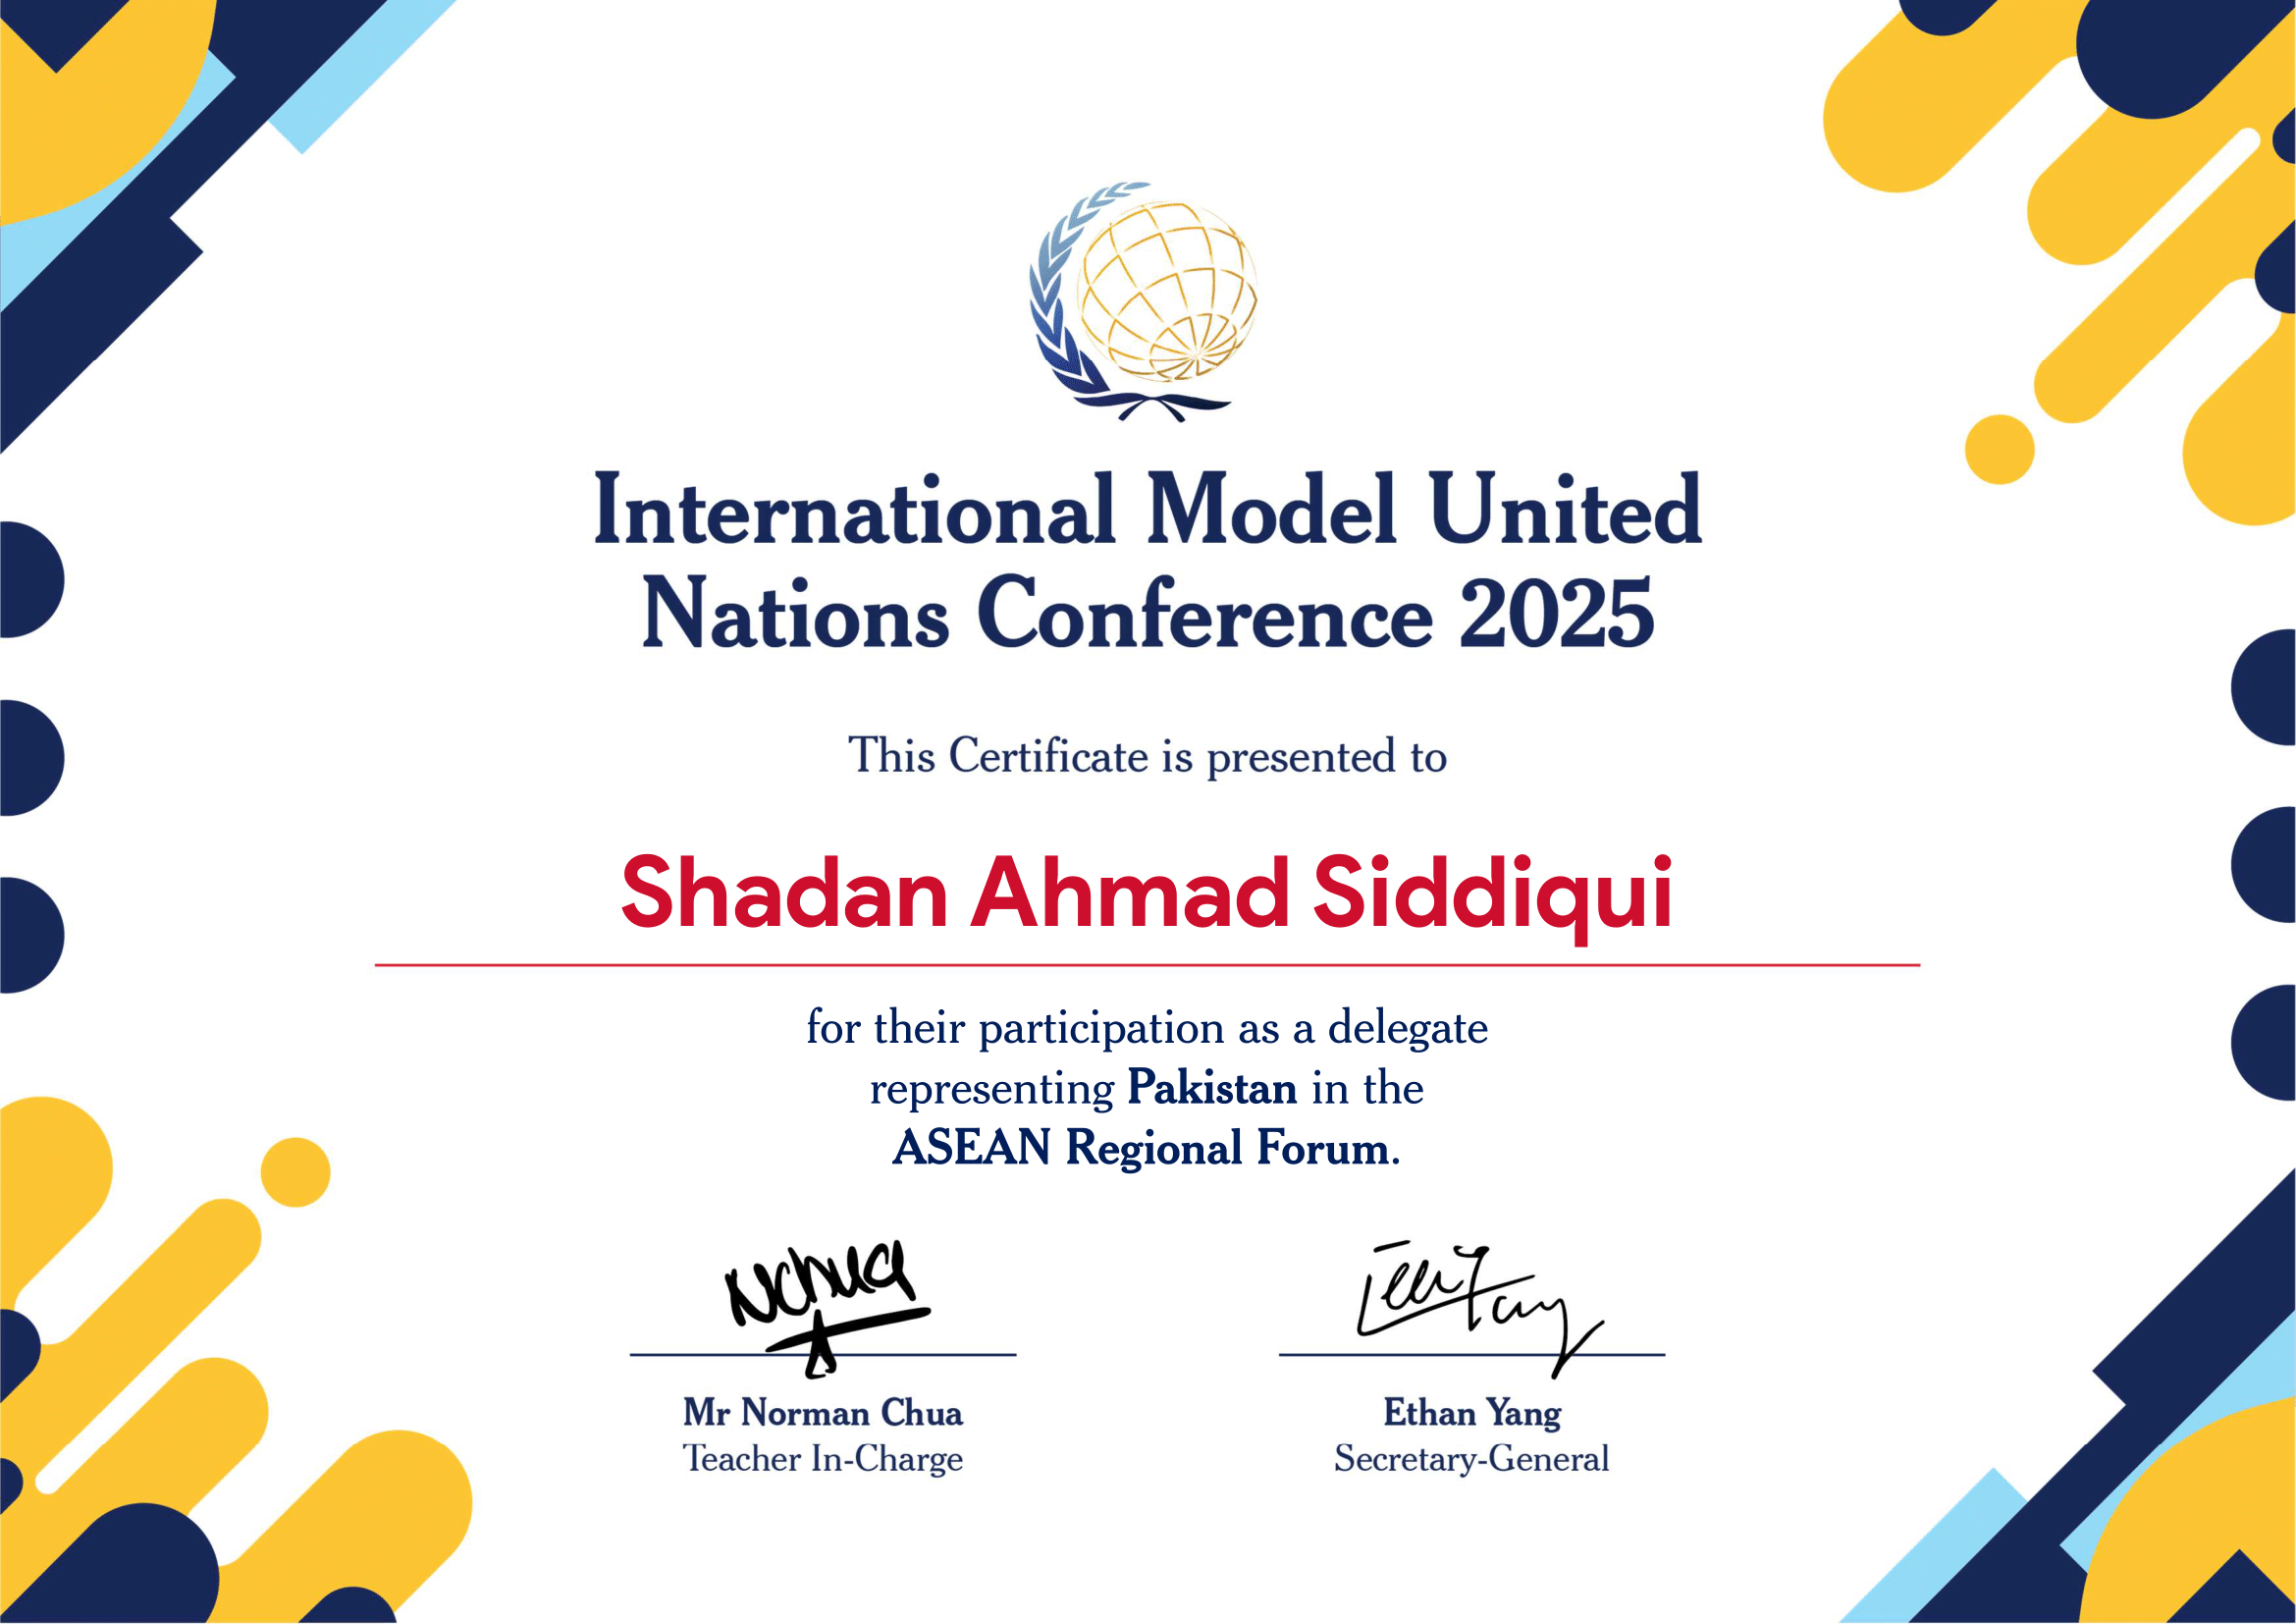 International Model United
Nations Conference 2025
This Certificate is presented to
Shadan Ahmad Siddiqui
for their participation as a delegate
representing Pakistan in the
ASEAN Regional Forum.
NChua
Mr Norman Chua
Teacher In-Charge
Ethan Yang
Secretary-General